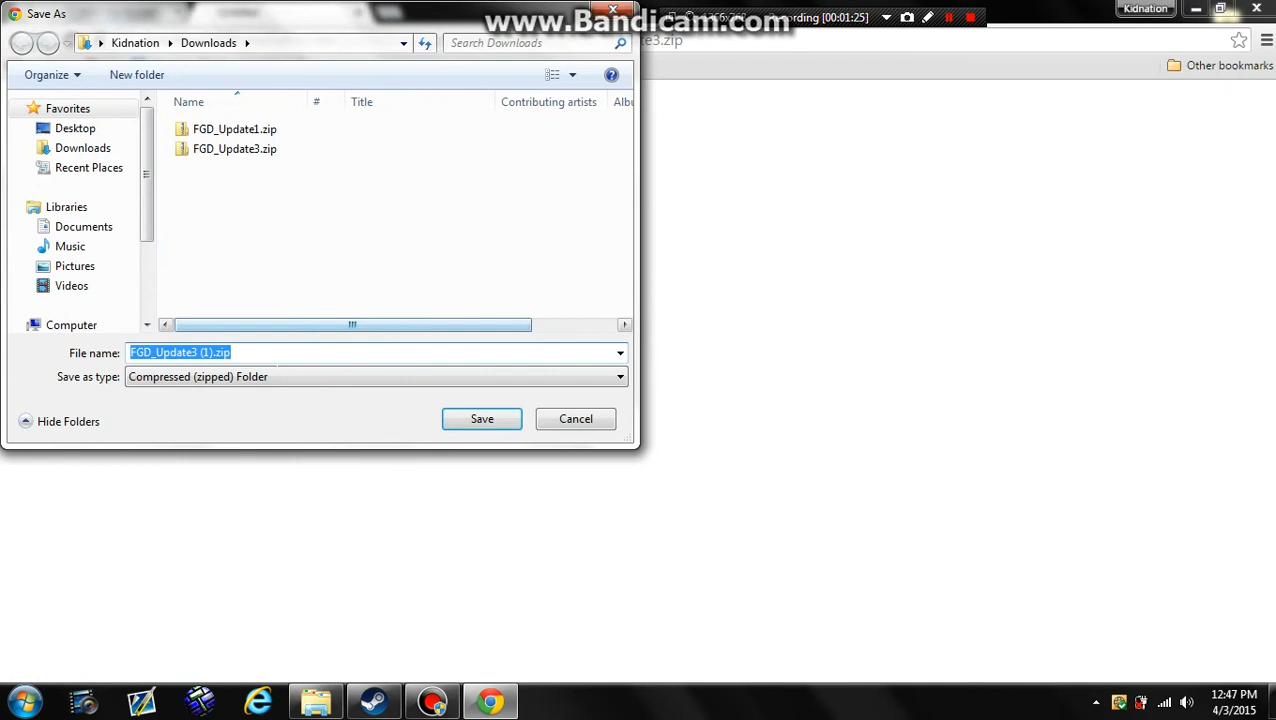 Save As
www.Bandicam.com
Recording [00:01:25]
Kidnation
Kidnation
Downloads
Search Downloads
te3.zip
Organize
New folder
Other bookmarks
Favorites
Desktop
Downloads
Recent Places
Libraries
Documents
Music
Pictures
Videos
Computer
Name
#
Title
Contributing artists
Albu
FGD_Update1.zip
FGD_Update3.zip
File name:
FGD_Update3 (1).zip
Save as type:
Compressed (zipped) Folder
Hide Folders
Save
Cancel
12:47 PM
4/3/2015